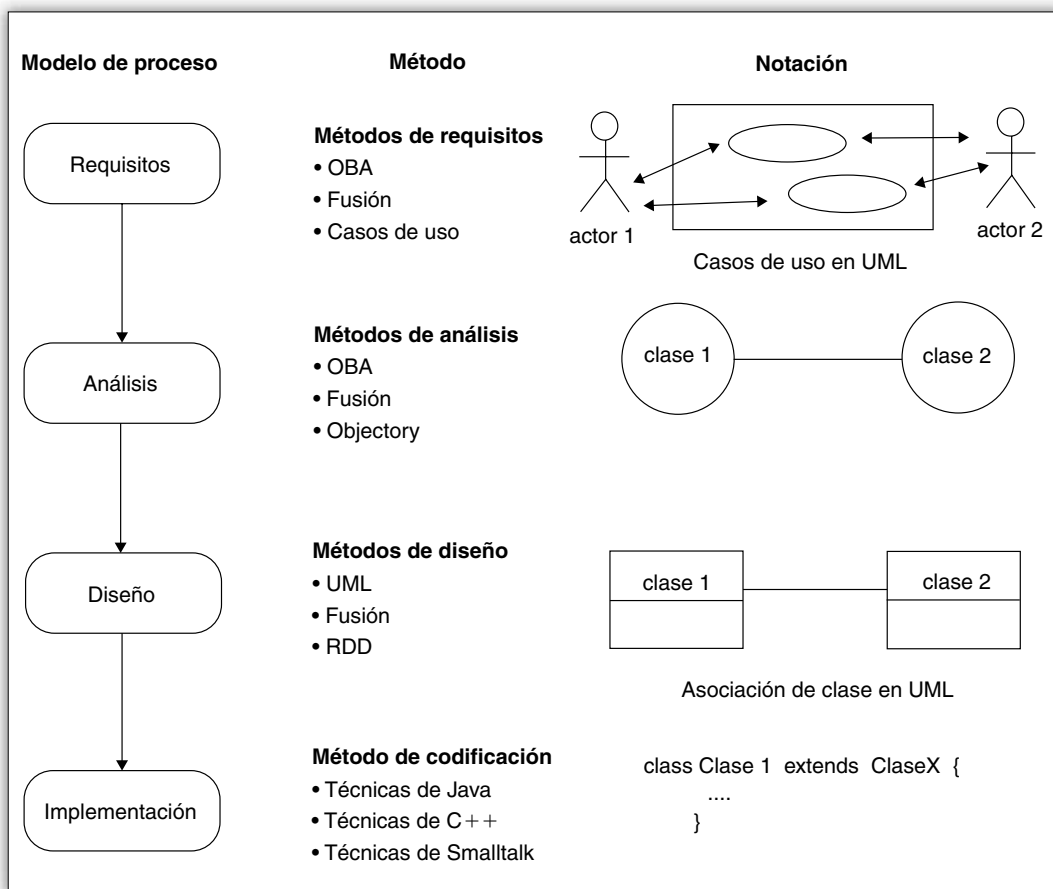 Modelo de proceso
Método
Notación
Requisitos
Métodos de requisitos
• OBA
• Fusión
• Casos de uso
actor 1
actor 2
Casos de uso en UML
Análisis
Métodos de análisis
• OBA
• Fusión
• Objectory
clase 1
clase 2
Diseño
Métodos de diseño
• UML
• Fusión
• RDD
clase 1
clase 2
Asociación de clase en UML
Implementación
Método de codificación
• Técnicas de Java
• Técnicas de C++
• Técnicas de Smalltalk
class Clase 1 extends ClaseX {
....
}